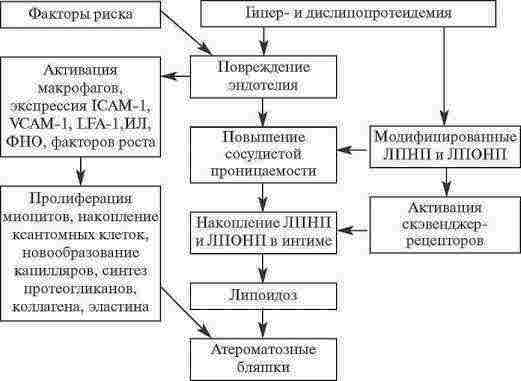 Факторы риска
Гипер- и дислипопротеидемия
Активация
макрофагов,
экспрессия ICAM-1,
VCAM-1, LFA-1,ИЛ,
ФНО, факторов роста
Повреждение
эндотелия
Повышение
сосудистой
проницаемости
Модифицированные
ЛПНП и ЛПОНП
Пролиферация
миоцитов, накопление
ксантомных клеток,
новообразование
капилляров, синтез
протеогликанов,
коллагена, эластина
Накопление ЛПНП
и ЛПОНП в интиме
Активация
скэвенджер-
рецепторов
Липоидоз
Атероматозные
бляшки